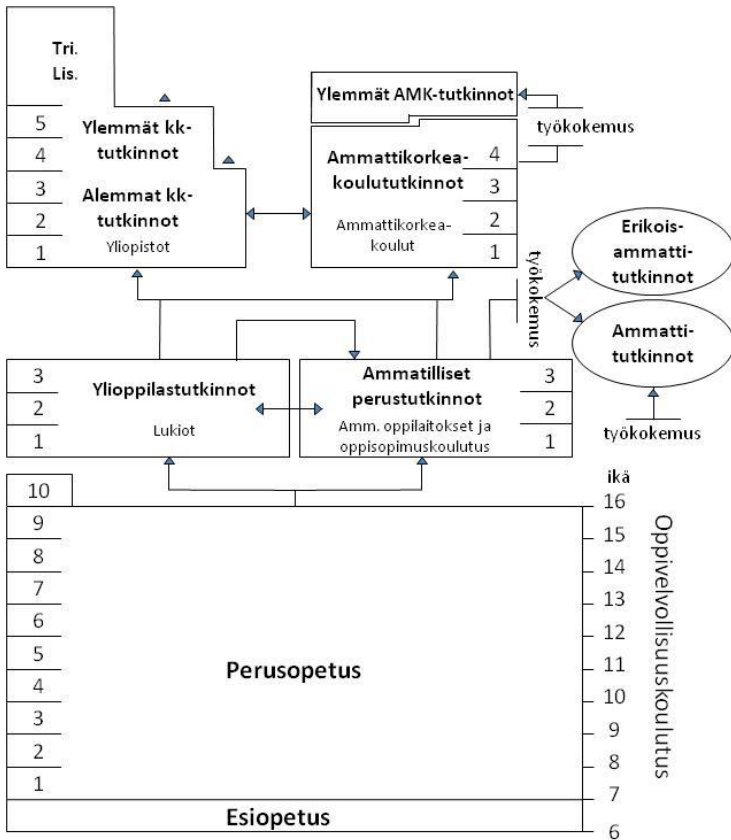 Tri.
Lis.
5
4
3
2
1
Ylemmät kk-
tutkinnot
Alemmat kk-
tutkinnot
Yliopistot
Ylemmät AMK-tutkinnot
työkokemus
Ammattikorkea-
koulututkinnot
Ammattikorkea-
koulut
4
3
2
1
työkokemus
Erikois-
ammatti-
tutkinnot
Ammatti-
tutkinnot
työkokemus
3
2
1
Ylioppilastutkinnot
Lukiot
Ammatilliset
perustutkinnot
Amm. oppilaitokset ja
oppisopimuskoulutus
3
2
1
10
9
8
7
6
5
4
3
2
1
Perusopetus
Esiopetus
ikä
16
15
14
13
12
11
10
9
8
7
6
Oppivelvollisuuskoulutus